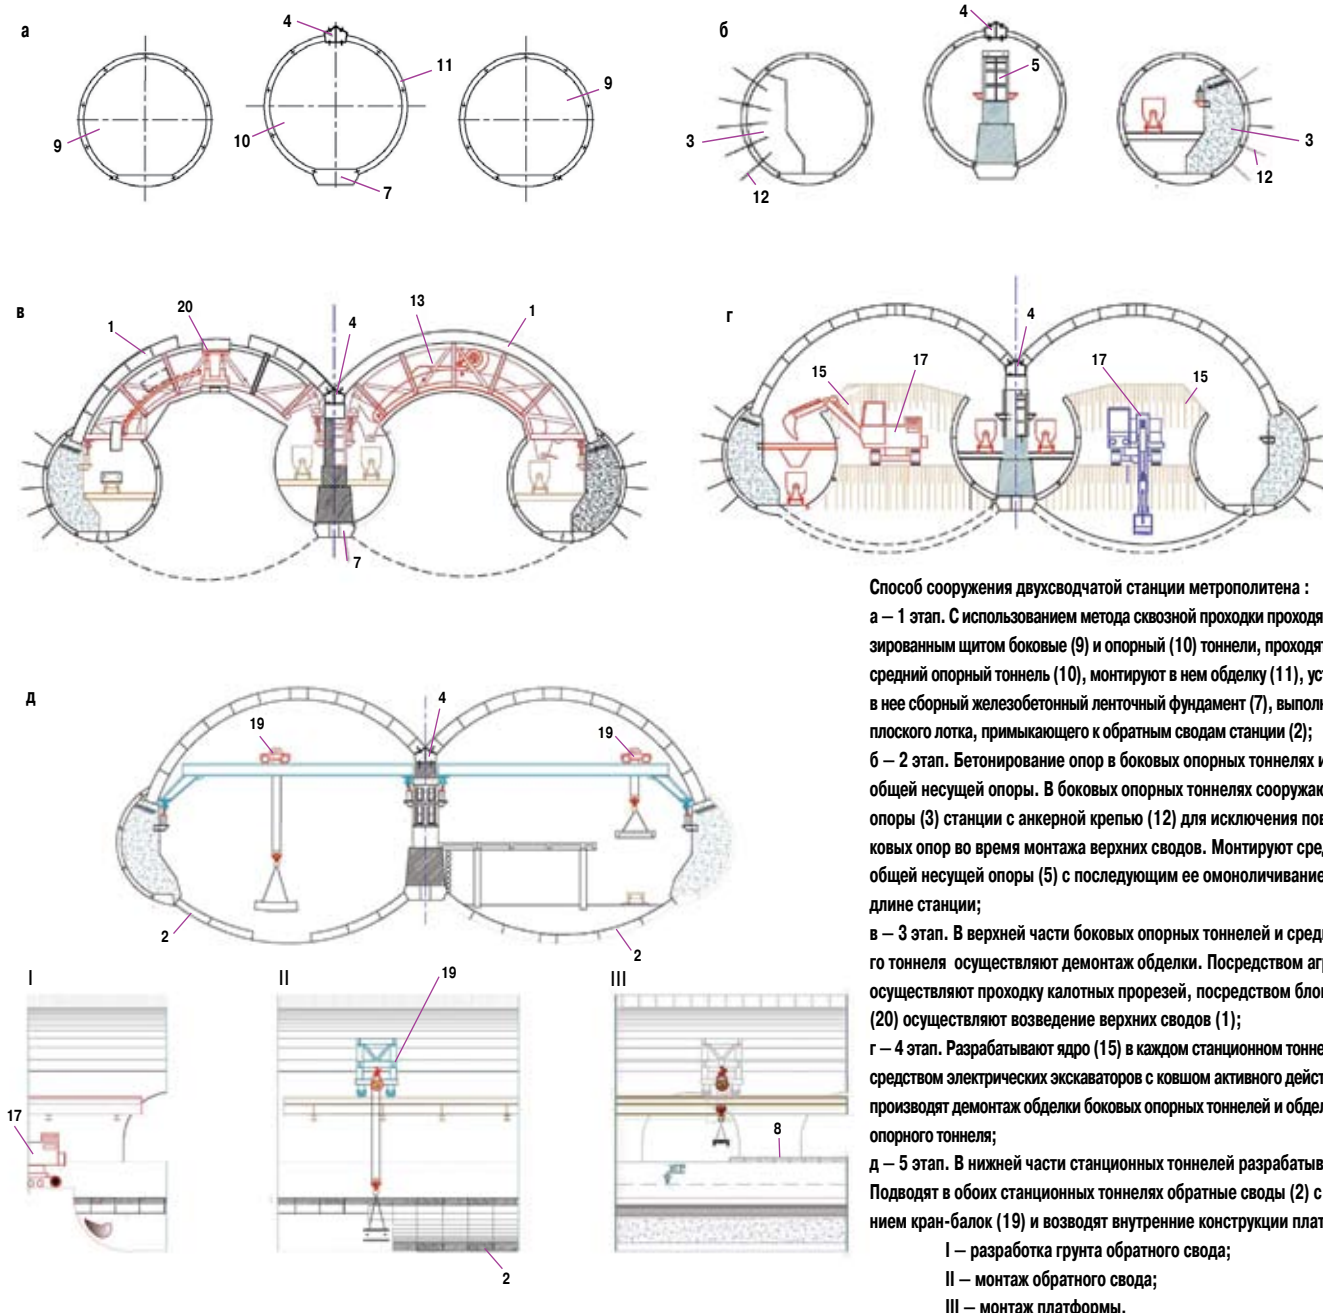 а
4
11
9
9
10
7
б
4
5
3
3
12
12
в
20
13
1
4
1
7
г
4
17
17
15
15
д
4
19
19
2
2
I
II
19
III
17
8
2
Способ сооружения двухсводчатой станции метрополитена :
а – 1 этап. С использованием метода сквозной проходки проходя
зированным щитом боковые (9) и опорный (10) тоннели, проходят
средний опорный тоннель (10), монтируют в нем обделку (11), ус
в нее сборный железобетонный ленточный фундамент (7), выпол
плоского лотка, примыкающего к обратным сводам станции (2);
б – 2 этап. Бетонирование опор в боковых опорных тоннелях и
общей несущей опоры. В боковых опорных тоннелях сооружаю
опоры (3) станции с анкерной крепью (12) для исключения пов
ковых опор во время монтажа верхних сводов. Монтируют сред
общей несущей опоры (5) с последующим ее омоноличивание
длине станции;
в – 3 этап. В верхней части боковых опорных тоннелей и средн
го тоннеля осуществляют демонтаж обделки. Посредством агр
осуществляют проходку калотных прорезей, посредством блок
(20) осуществляют возведение верхних сводов (1);
г – 4 этап. Разрабатывают ядро (15) в каждом станционном тонне
средством электрических экскаваторов с ковшом активного дейст
производят демонтаж обделки боковых опорных тоннелей и обдел
опорного тоннеля;
д – 5 этап. В нижней части станционных тоннелей разрабатыв
Подводят в обоих станционных тоннелях обратные своды (2) с
нием кран-балок (19) и возводят внутренние конструкции плат
I – разработка грунта обратного свода;
II – монтаж обратного свода;
III – монтаж платформы.